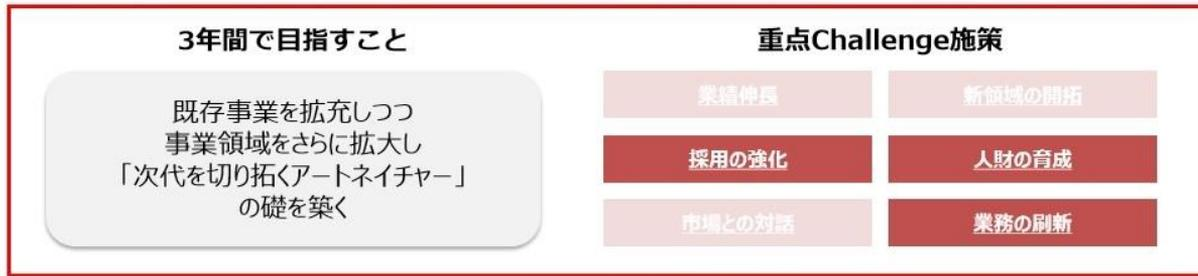 3年間で目指すこと
既存事業を拡充しつつ
事業領域をさらに拡大し
「次代を切り拓くアートネイチャー」
の礎を築く
重点Challenge施策
業績伸長
新領域の開拓
採用の強化
人財の育成
市場との対話
業務の刷新